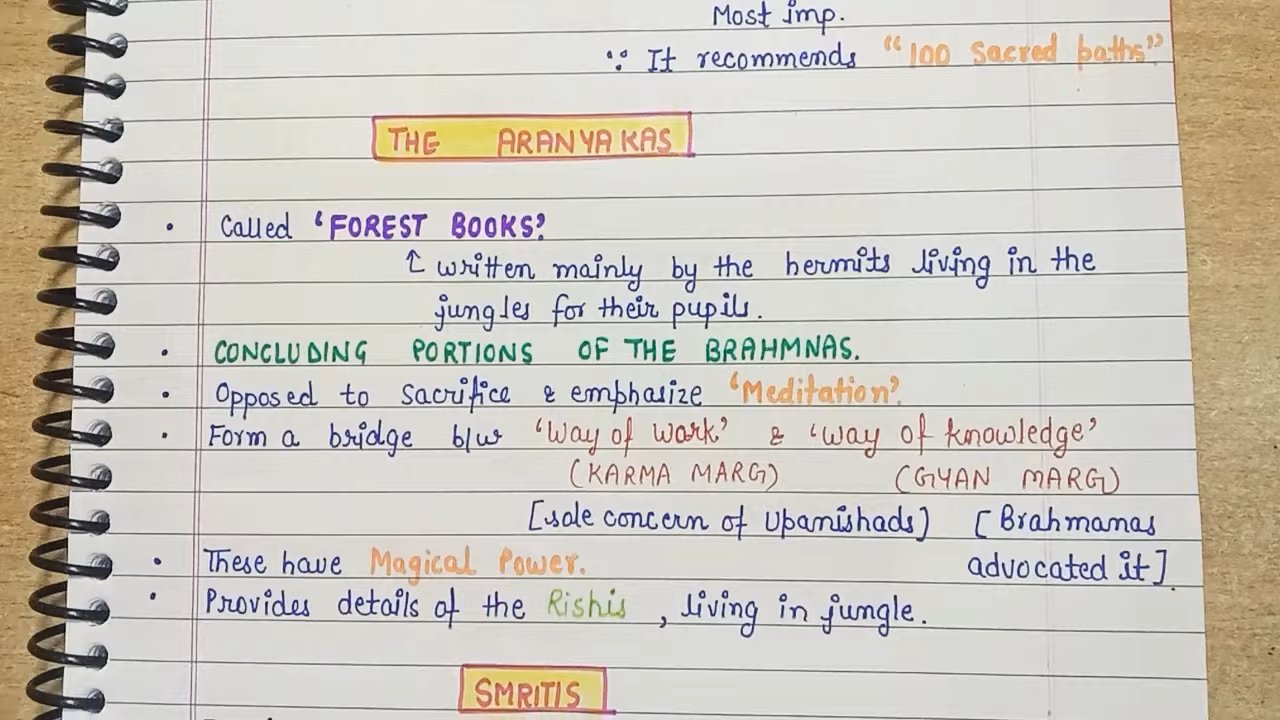 Most imp.
∵ It recommends "100 Sacred paths"
THE ARANYAKAS
• Called 'FOREST BOOKS'.
↑ written mainly by the hermits living in the
jungles for their pupils.
• CONCLUDING PORTIONS OF THE BRAHMNAS.
• Opposed to Sacrifice & emphasize 'Meditation'.
• Form a bridge b/w 'Way of work' & 'way of knowledge'
(KARMA MARG) (GYAN MARG)
[sole concern of Upanishads] [Brahmanas
advocated it].
• These have Magical Power.
• Provides details of the Rishis, living in jungle.
SMRITIS